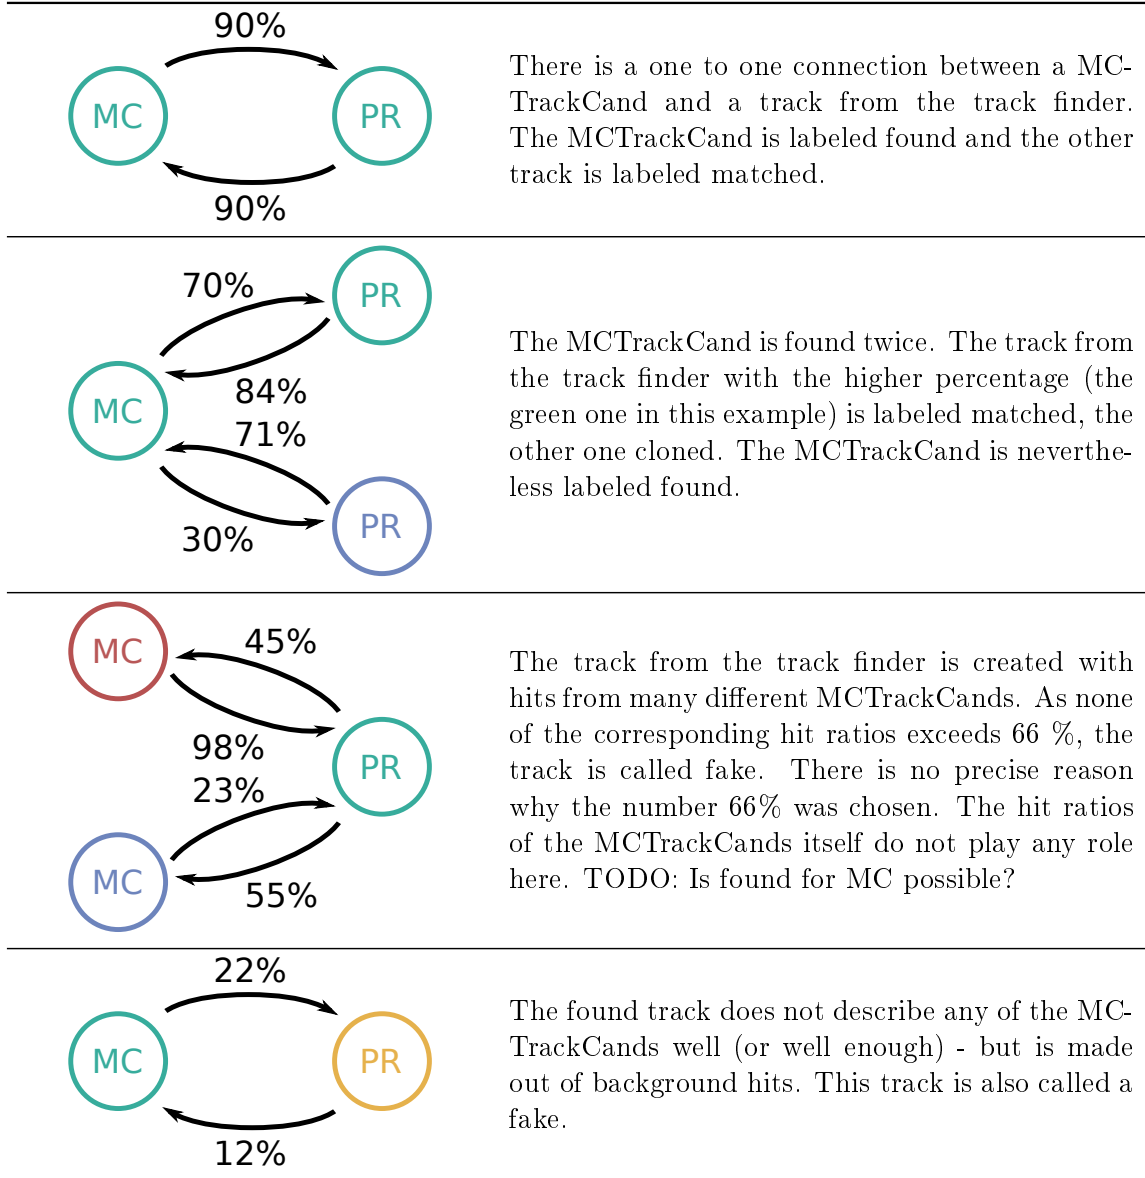 90%
MC
PR
90%
There is a one to one connection between a MC-
TrackCand and a track from the track finder.
The MCTrackCand is labeled found and the other
track is labeled matched.
70%
PR
MC
84%
71%
30%
PR
The MCTrackCand is found twice. The track from
the track finder with the higher percentage (the
green one in this example) is labeled matched, the
other one cloned. The MCTrackCand is neverthe-
less labeled found.
MC
45%
98%
PR
23%
MC
55%
The track from the track finder is created with
hits from many different MCTrackCands. As none
of the corresponding hit ratios exceeds 66 %, the
track is called fake. There is no precise reason
why the number 66% was chosen. The hit ratios
of the MCTrackCands itself do not play any role
here. TODO: Is found for MC possible?
22%
MC
PR
12%
The found track does not describe any of the MC-
TrackCands well (or well enough) - but is made
out of background hits. This track is also called a
fake.